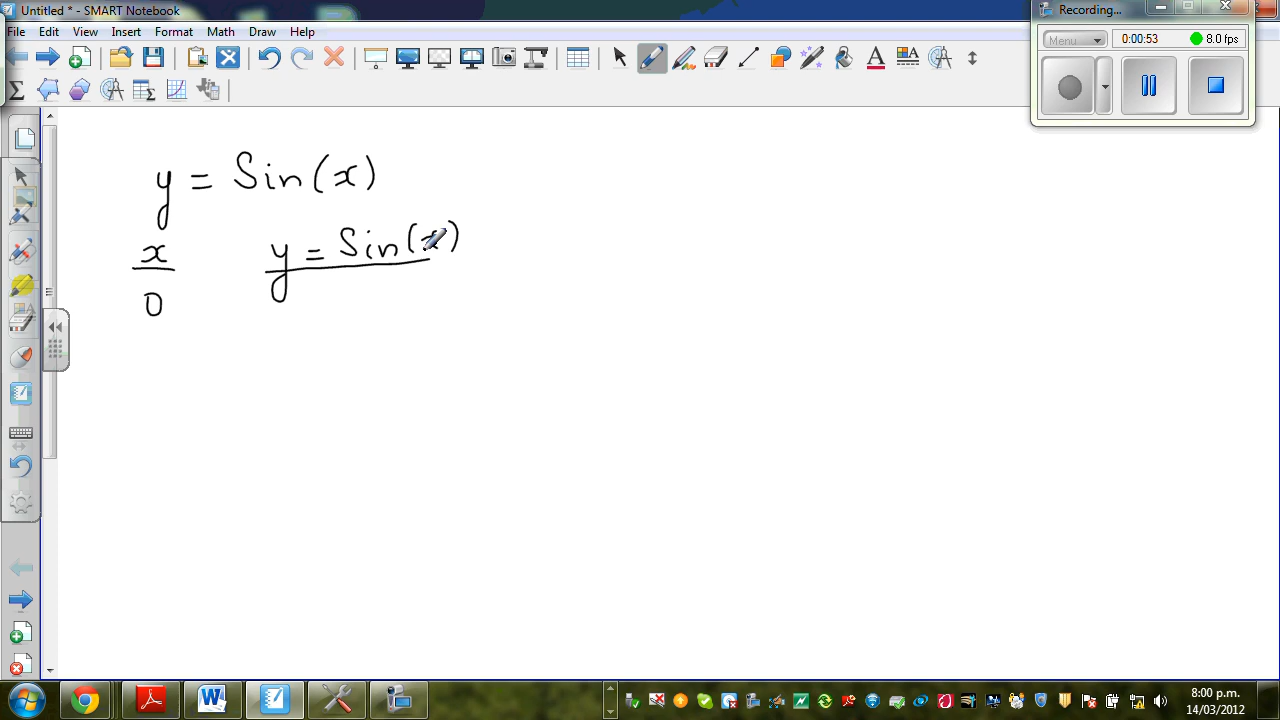 Untitled * - SMART Notebook
File Edit View Insert Format Math Draw Help
Recording...
Menu 0:00:53 8.0 fps
y = Sin(x)
x y = Sin(x)
0
8:00 p.m.
14/03/2012